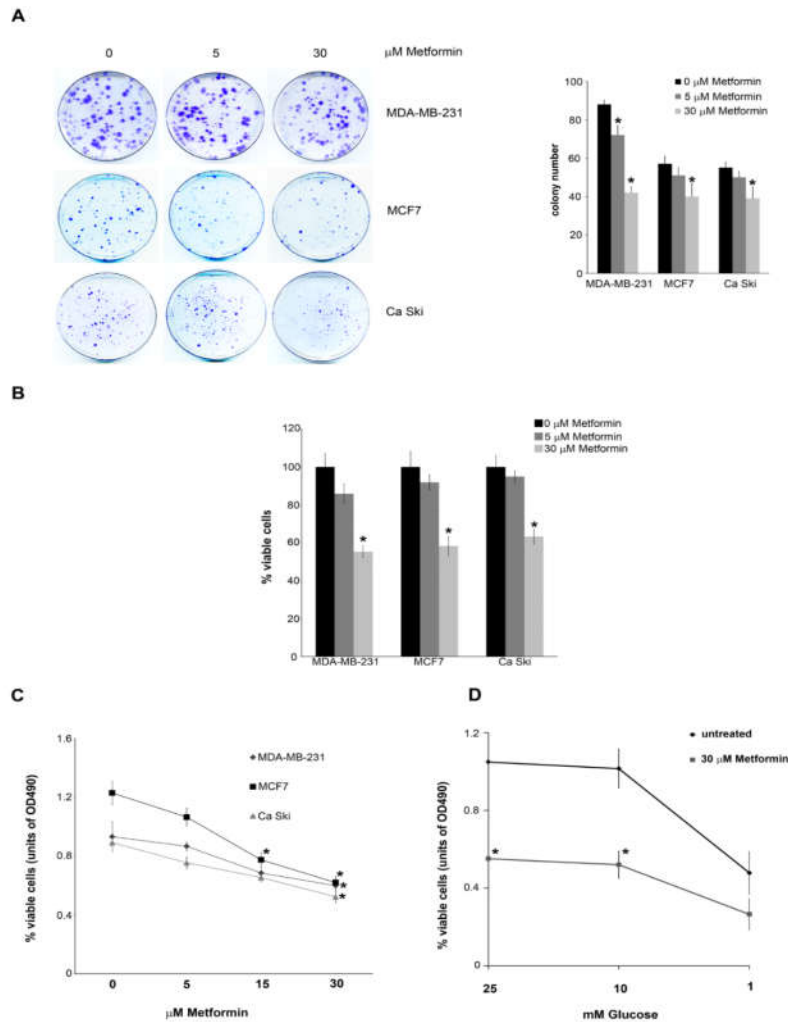 A
0 5 30 μM Metformin
MDA-MB-231
MCF7
Ca Ski
colony number
100
80
60
40
20
0
0 μM Metformin
5 μM Metformin
30 μM Metformin
* * * *
MDA-MB-231 MCF7 Ca Ski
B
% viable cells
120
100
80
60
40
20
0
0 μM Metformin
5 μM Metformin
30 μM Metformin
* * *
MDA-MB-231 MCF7 Ca Ski
C
% viable cells (units of OD490)
1.6
1.2
0.8
0.4
0
MDA-MB-231
MCF7
Ca Ski
* * * *
0 5 15 30
μM Metformin
D
% viable cells (units of OD490)
1.2
0.8
0.4
0
untreated
30 μM Metformin
* *
25 10 1
mM Glucose